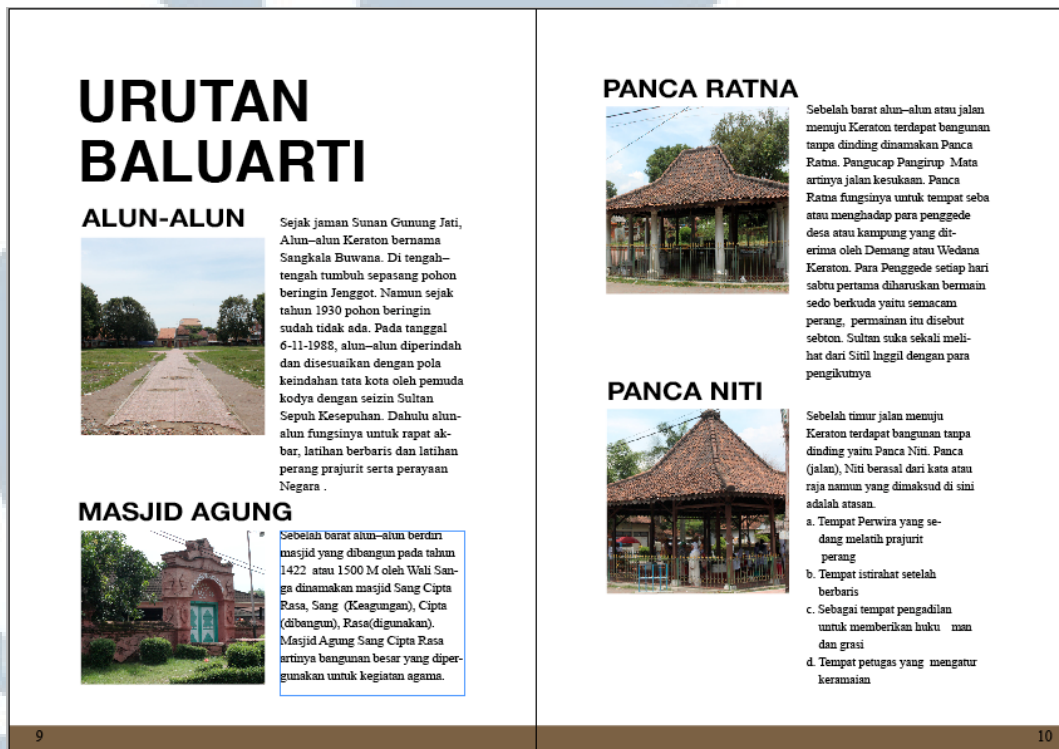 URUTAN
BALUARTI
ALUN-ALUN
Sejak jaman Sunan Gunung Jati,
Alun–alun Keraton bernama
Sangkala Buwana. Di tengah–
tengah tumbuh sepasang pohon
beringin Jenggot. Namun sejak
tahun 1930 pohon beringin
sudah tidak ada. Pada tanggal
6-11-1988, alun–alun diperindah
dan disesuaikan dengan pola
keindahan tata kota oleh pemuda
kodya dengan seizin Sultan
Sepuh Kesepuhan. Dahulu alun-
alun fungsinya untuk rapat ak-
bar, latihan berbaris dan latihan
perang prajurit serta perayaan
Negara .
MASJID AGUNG
Sebelah barat alun–alun berdiri
masjid yang dibangun pada tahun
1422 atau 1500 M oleh Wali San-
ga dinamakan masjid Sang Cipta
Rasa, Sang (Keagungan), Cipta
(dibangun), Rasa(digunakan).
Masjid Agung Sang Cipta Rasa
artinya bangunan besar yang diper-
gunakan untuk kegiatan agama.
9
PANCA RATNA
Sebelah barat alun–alun atau jalan
menuju Keraton terdapat bangunan
tanpa dinding dinamakan Panca
Ratna. Pangucap Pangirup Mata
artinya jalan kesukaan. Panca
Ratna fungsinya untuk tempat seba
atau menghadap para penggede
desa atau kampung yang dit-
erima oleh Demang atau Wedana
Keraton. Para Penggede setiap hari
sabtu pertama diharuskan bermain
sedo berkuda yaitu semacam
perang, permainan itu disebut
sebton. Sultan suka sekali meli-
hat dari Sitil lnggil dengan para
pengikutnya
PANCA NITI
Sebelah timur jalan menuju
Keraton terdapat bangunan tanpa
dinding yaitu Panca Niti. Panca
(jalan), Niti berasal dari kata atau
raja namun yang dimaksud di sini
adalah atasan.
a. Tempat Perwira yang se-
dang melatih prajurit
perang
b. Tempat istirahat setelah
berbaris
c. Sebagai tempat pengadilan
untuk memberikan huku man
dan grasi
d. Tempat petugas yang mengatur
keramaian
10